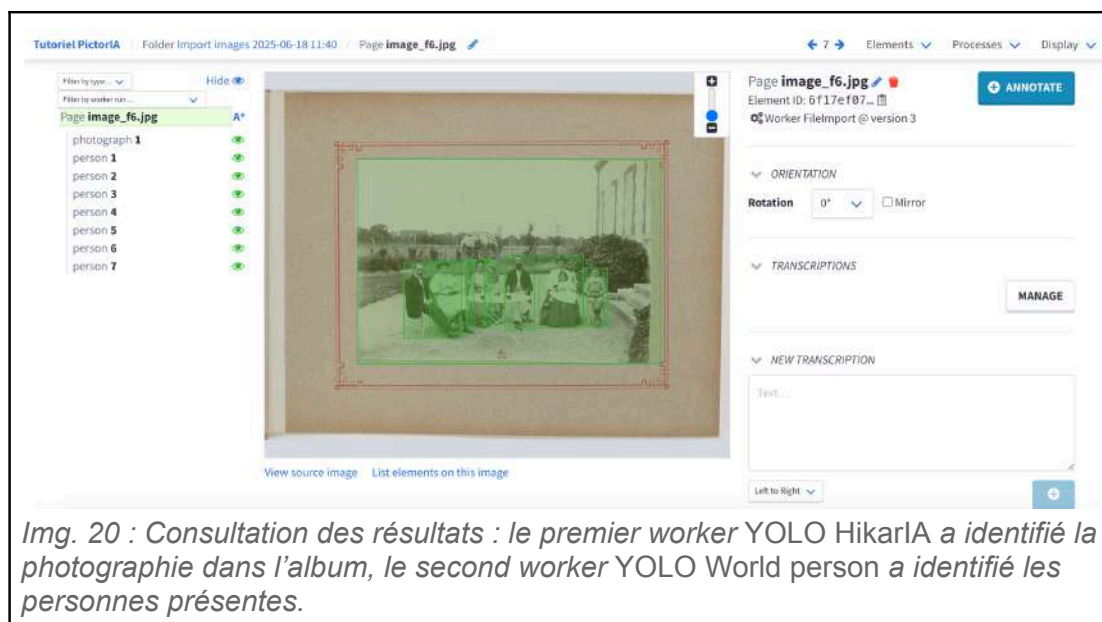 Tutoriel PictorIA / Folder Import images 2025-06-18 11:40 / Page image_f6.jpg
7 Elements Processes Display
Filter by type...
Hide
Filter by worker run...
Page image_f6.jpg A+
photograph 1
person 1
person 2
person 3
person 4
person 5
person 6
person 7
View source image List elements on this image
Page image_f6.jpg
ANNOTATE
Element ID: 6f17ef07...
Worker FileImport @ version 3
ORIENTATION
Rotation 0° Mirror
TRANSCRIPTIONS
MANAGE
NEW TRANSCRIPTION
Text...
Left to Right
Img. 20 : Consultation des résultats : le premier worker YOLO HikarIA a identifié la
photographie dans l'album, le second worker YOLO World person a identifié les
personnes présentes.